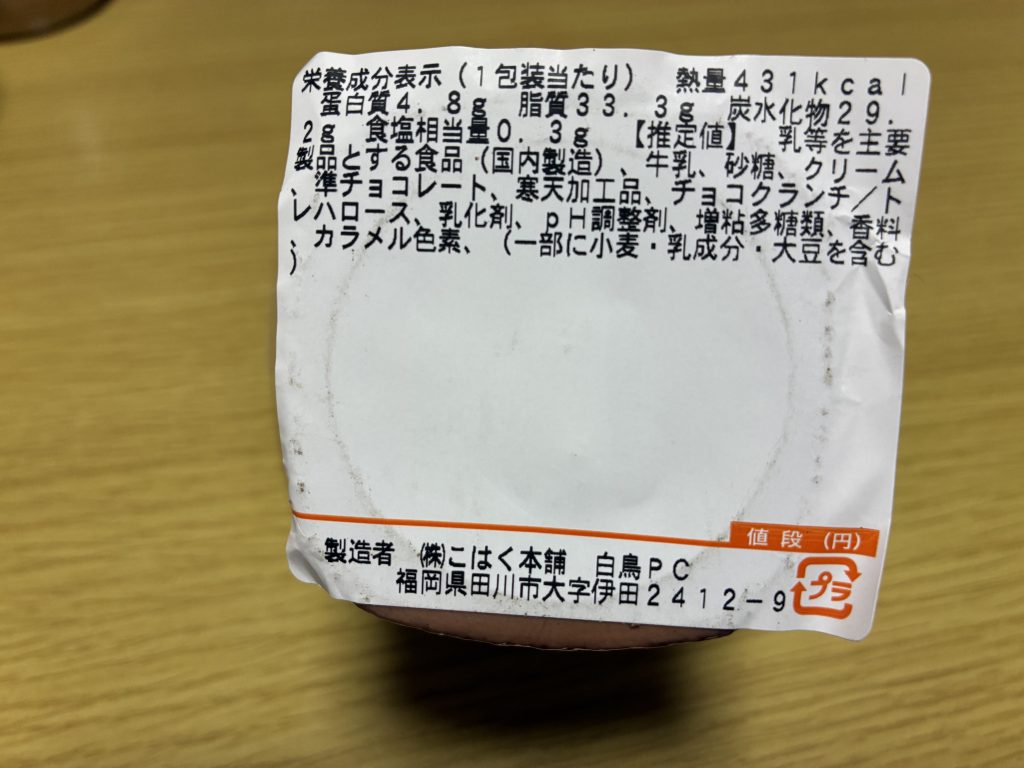 栄養成分表示(1包装当たり) 熱量431kcal
蛋白質4.8g 脂質33.3g 炭水化物29.
2g 食塩相当量0.3g 【推定値】 乳等を主要
製品とする食品(国内製造)、牛乳、砂糖、クリーム
、準チョコレート、寒天加工品、チョコクランチ/ト
レハロース、乳化剤、pH調整剤、増粘多糖類、香料
、カラメル色素、(一部に小麦・乳成分・大豆を含む
)
値段(円)
製造者 ㈱こはく本舗 白鳥PC
福岡県田川市大字伊田2412-9
プラ